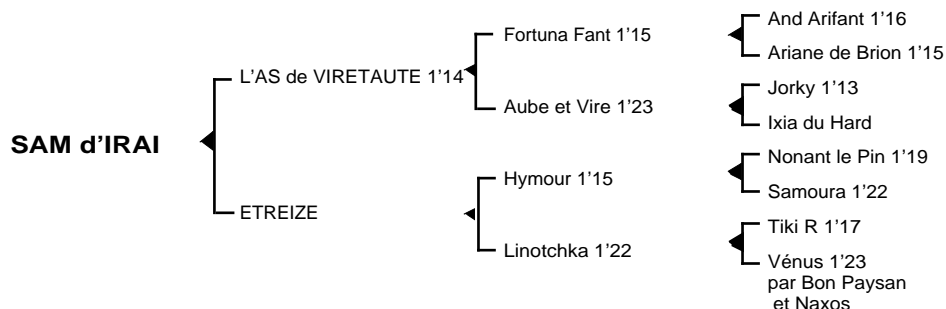 And Arifant 1’16
Fortuna Fant 1’15
Ariane de Brion 1’15
L’AS de VIRETAUTE 1’14
Jorky 1’13
Aube et Vire 1’23
Ixia du Hard
SAM d’IRAI
Nonant le Pin 1’19
Hymour 1’15
Samoura 1’22
ETREIZE
Tiki R 1’17
Linotchka 1’22
Vénus 1’23
par Bon Paysan
et Naxos